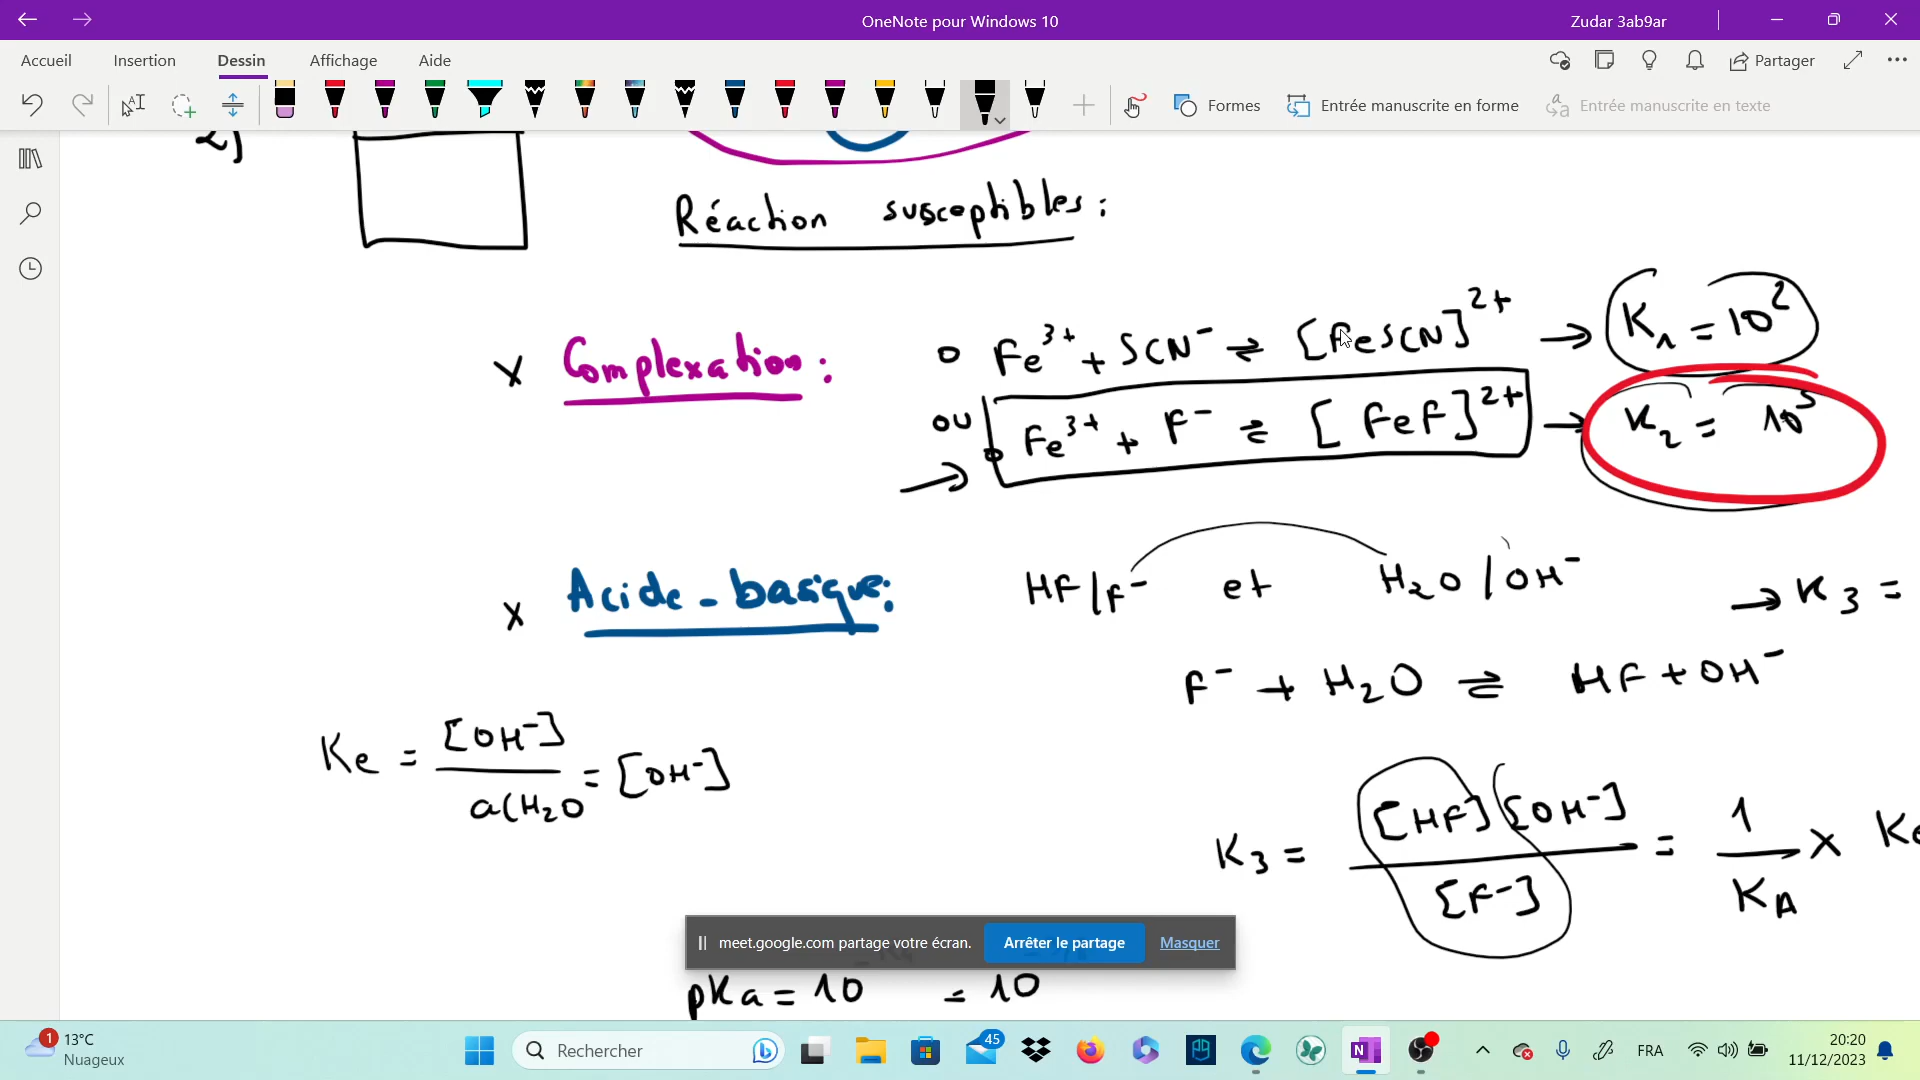 OneNote pour Windows 10
Zudar 3ab9ar
Accueil Insertion Dessin Affichage Aide
Partager
Formes Entrée manuscrite en forme Entrée manuscrite en texte
2)
Réaction susceptibles :
x Complexation : o Fe³⁺ + SCN⁻ ⇌ [FeSCN]²⁺ → K₁ = 10²
ou o Fe³⁺ + F⁻ ⇌ [FeF]²⁺ → K₂ = 10⁵
→
x Acide-basique : HF/F⁻ et H₂O/OH⁻ → K₃ =
F⁻ + H₂O ⇌ HF + OH⁻
Ke = [OH⁻] / a(H₂O = [OH⁻]
K₃ = [HF][OH⁻] / [F⁻] = 1 / KA x Ke
meet.google.com partage votre écran. Arrêter le partage Masquer
pKa = 10 = 10
1 13°C
Nuageux
Rechercher
45
FRA
20:20
11/12/2023